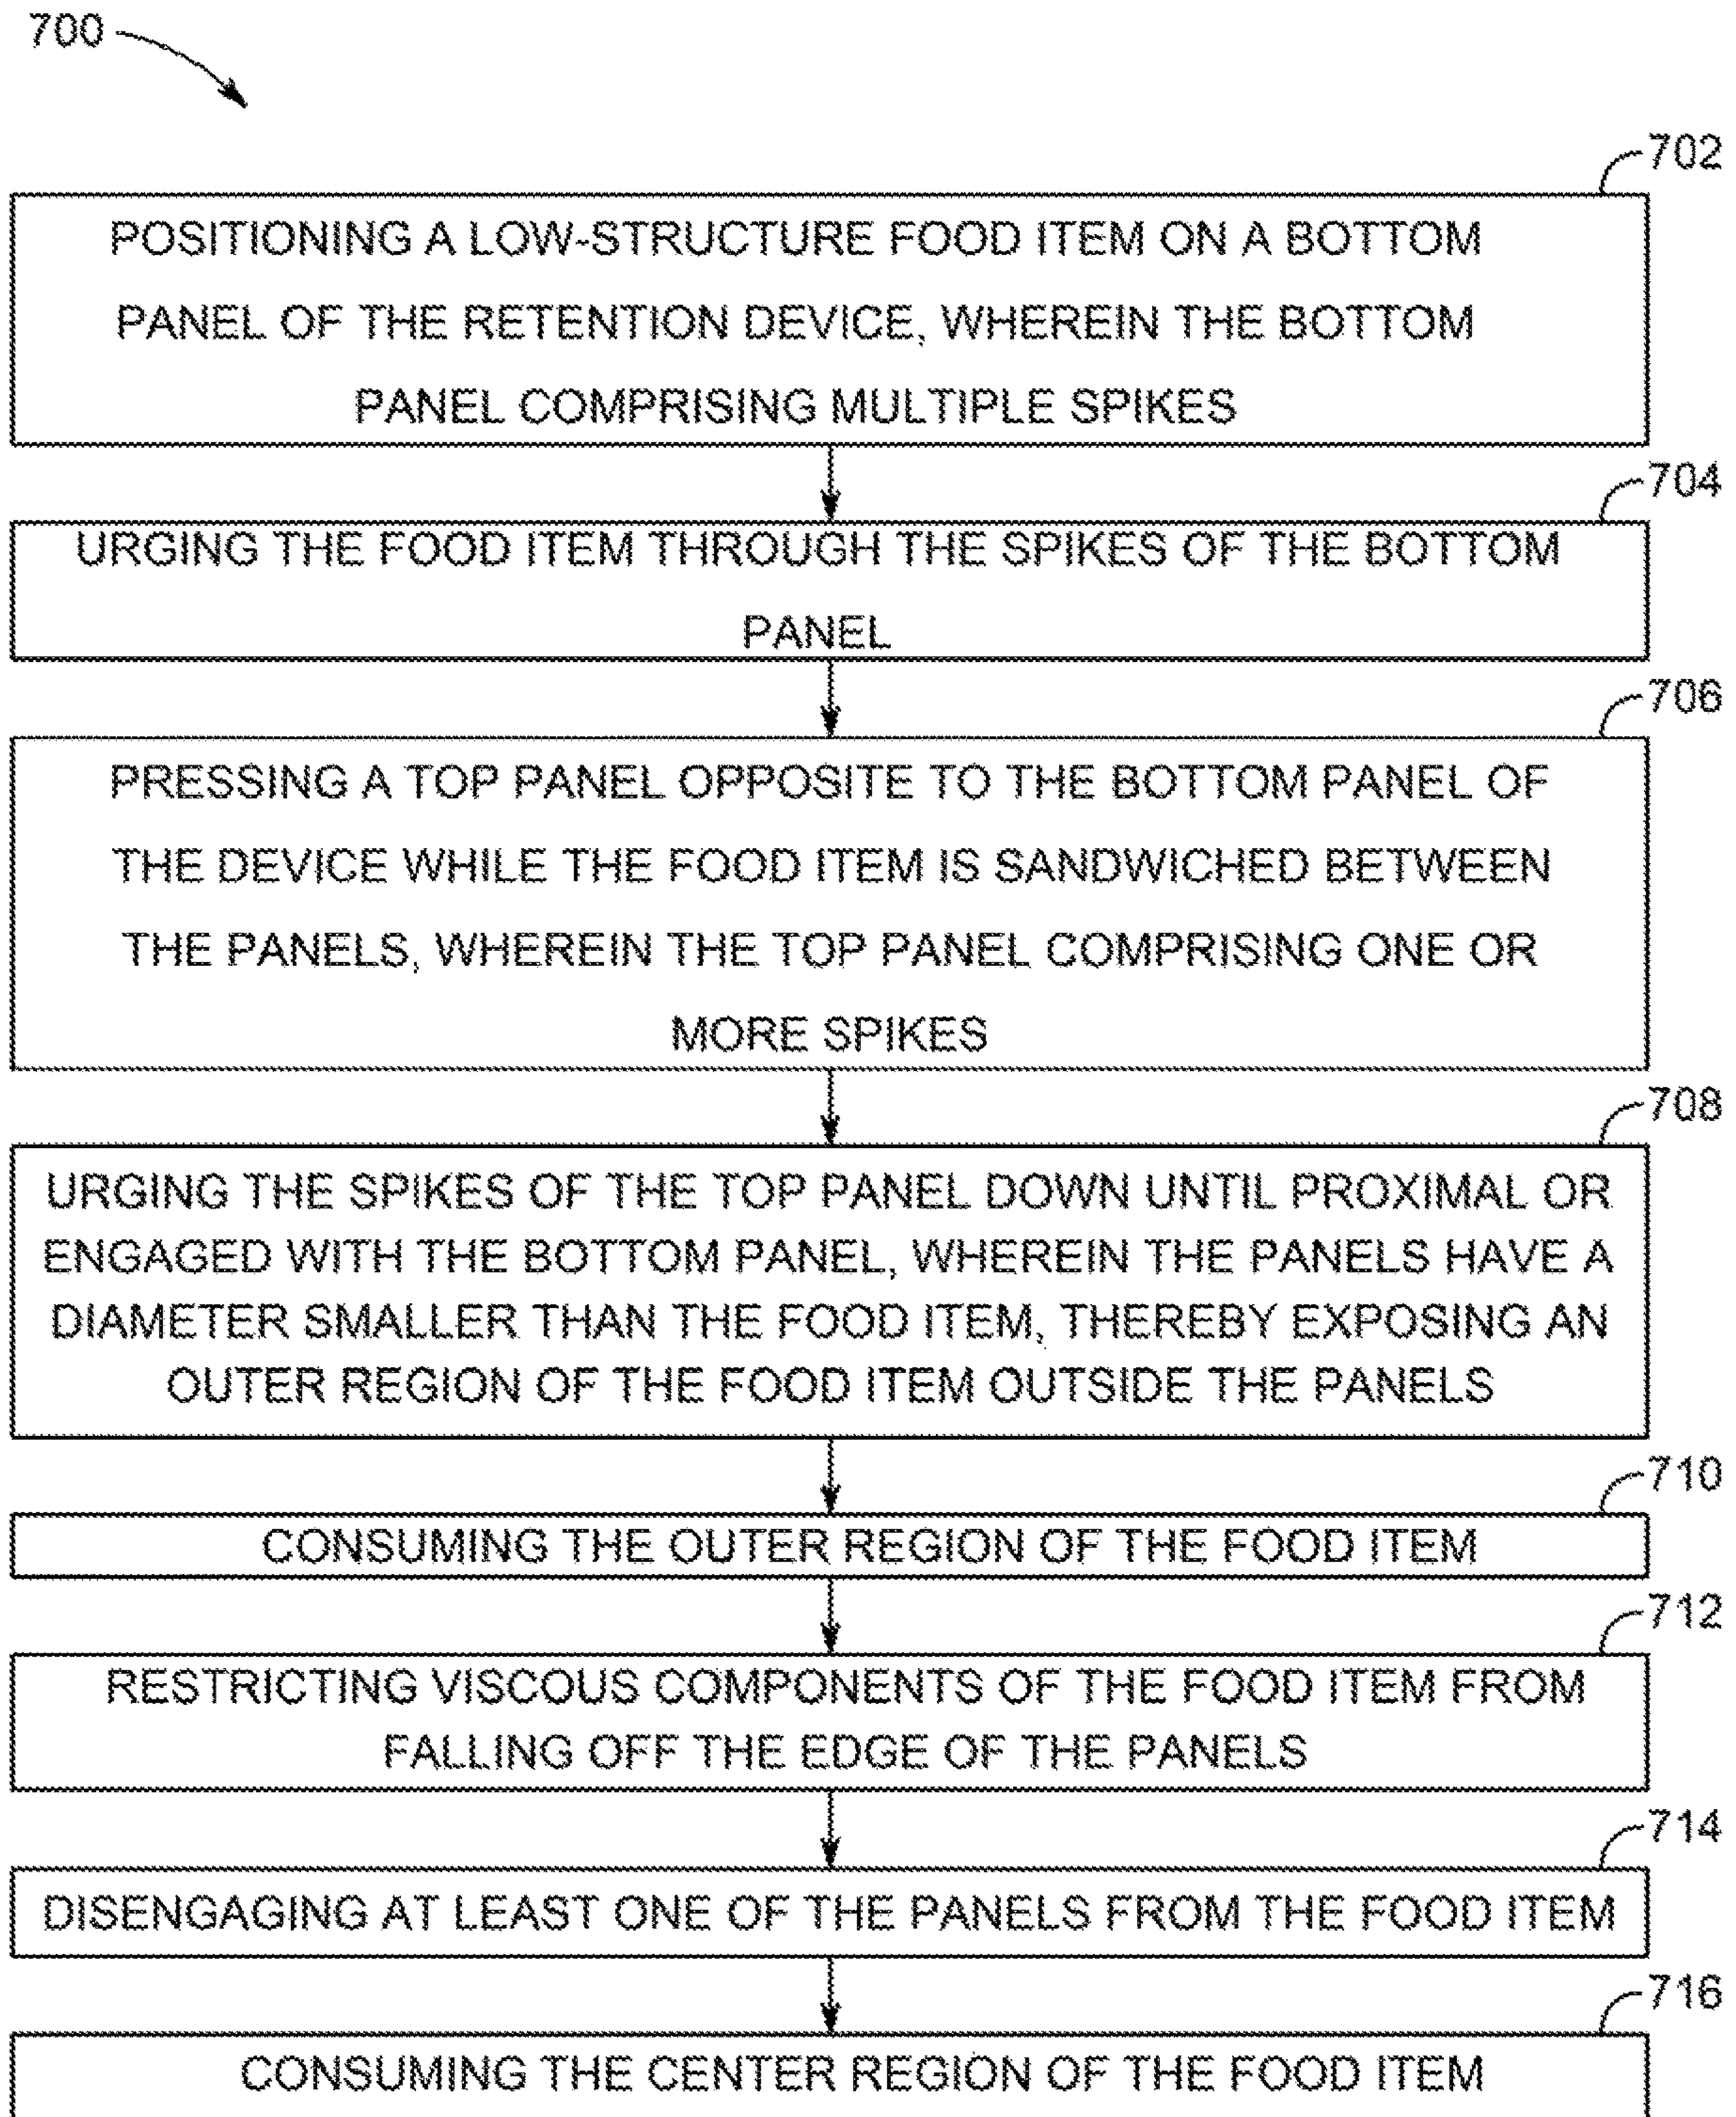 700
702
POSITIONING A LOW-STRUCTURE FOOD ITEM ON A BOTTOM
PANEL OF THE RETENTION DEVICE, WHEREIN THE BOTTOM
PANEL COMPRISING MULTIPLE SPIKES
704
URGING THE FOOD ITEM THROUGH THE SPIKES OF THE BOTTOM
PANEL
706
PRESSING A TOP PANEL OPPOSITE TO THE BOTTOM PANEL OF
THE DEVICE WHILE THE FOOD ITEM IS SANDWICHED BETWEEN
THE PANELS, WHEREIN THE TOP PANEL COMPRISING ONE OR
MORE SPIKES
708
URGING THE SPIKES OF THE TOP PANEL DOWN UNTIL PROXIMAL OR
ENGAGED WITH THE BOTTOM PANEL, WHEREIN THE PANELS HAVE A
DIAMETER SMALLER THAN THE FOOD ITEM, THEREBY EXPOSING AN
OUTER REGION OF THE FOOD ITEM OUTSIDE THE PANELS
710
CONSUMING THE OUTER REGION OF THE FOOD ITEM
712
RESTRICTING VISCOUS COMPONENTS OF THE FOOD ITEM FROM
FALLING OFF THE EDGE OF THE PANELS
714
DISENGAGING AT LEAST ONE OF THE PANELS FROM THE FOOD ITEM
716
CONSUMING THE CENTER REGION OF THE FOOD ITEM